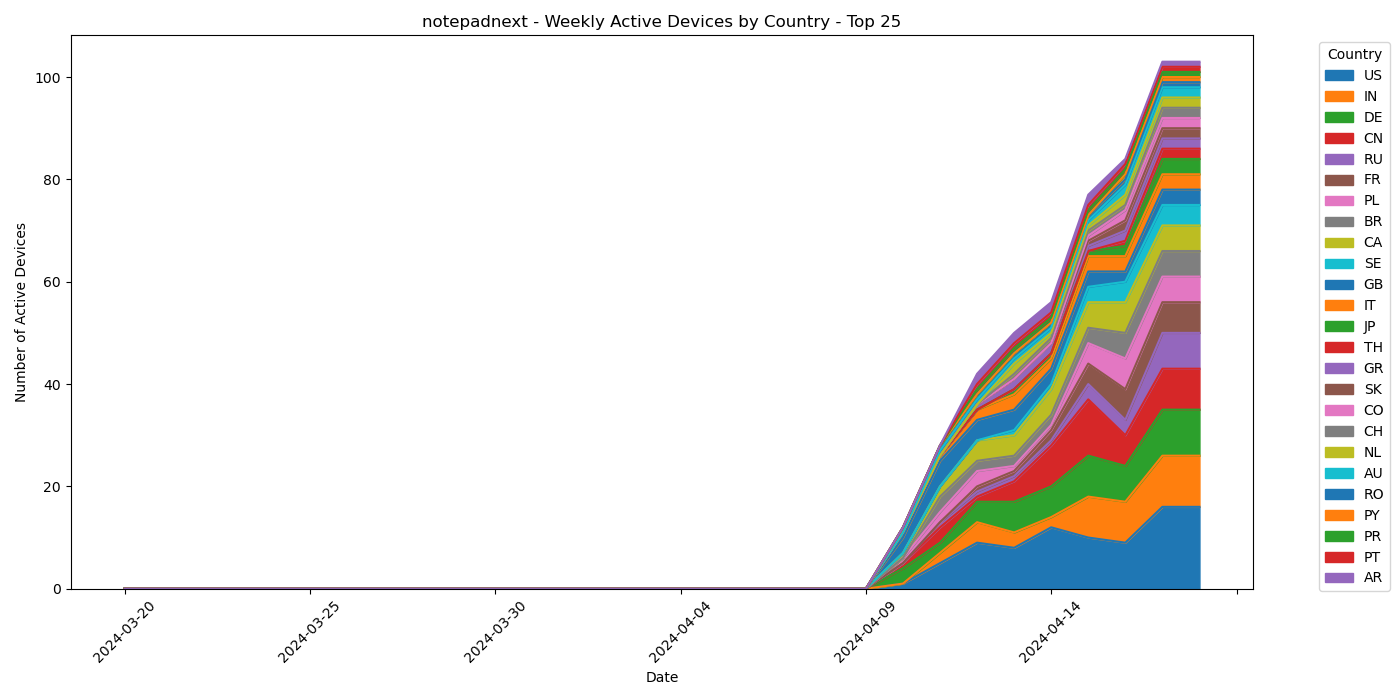 notepadnext - Weekly Active Devices by Country - Top 25
Number of Active Devices
100
80
60
40
20
0
2024-03-20
2024-03-25
2024-03-30
2024-04-04
2024-04-09
2024-04-14
Date
Country
US
IN
DE
CN
RU
FR
PL
BR
CA
SE
GB
IT
JP
TH
GR
SK
CO
CH
NL
AU
RO
PY
PR
PT
AR